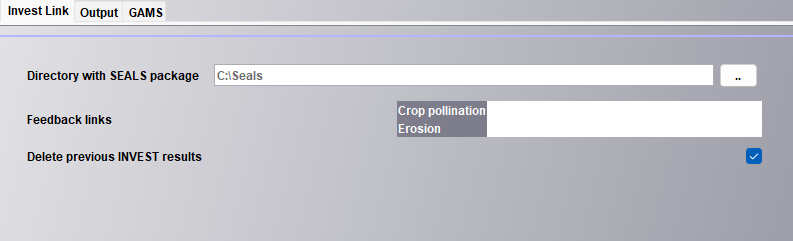 Invest Link Output GAMS
Directory with SEALS package C:\Seals ..
Feedback links Crop pollination
Erosion
Delete previous INVEST results